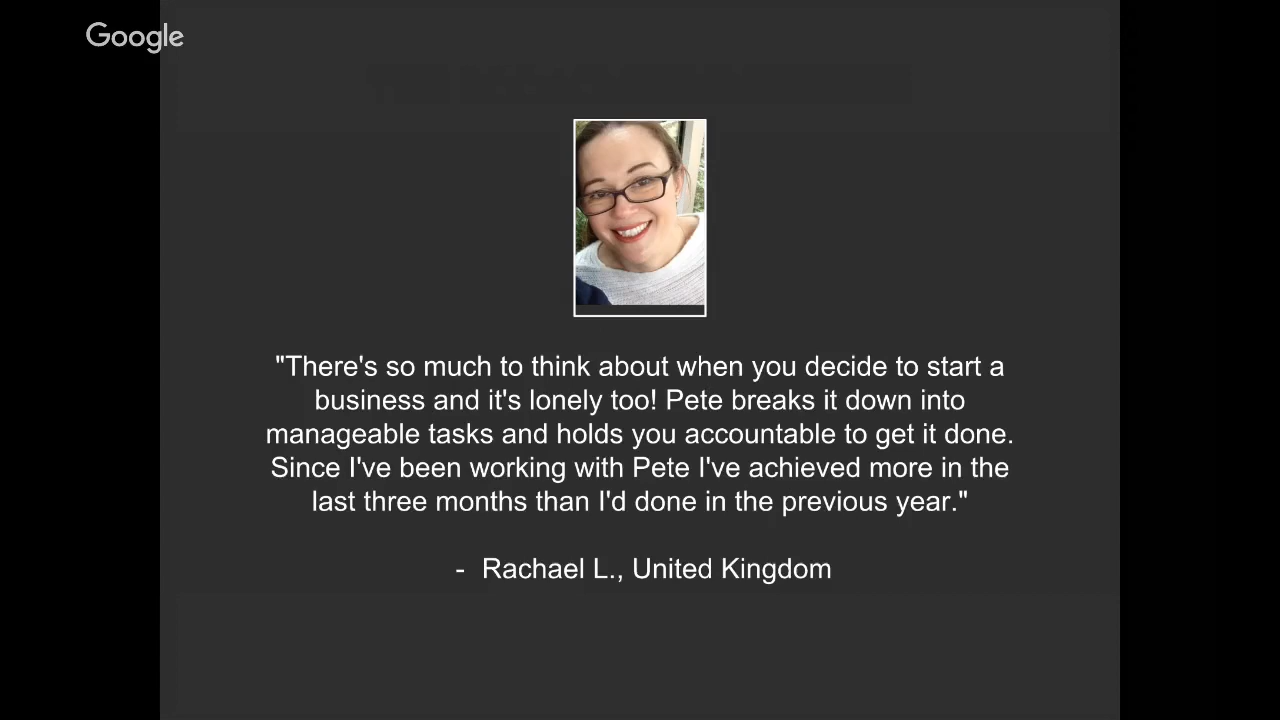 Google
"There's so much to think about when you decide to start a
business and it's lonely too! Pete breaks it down into
manageable tasks and holds you accountable to get it done.
Since I've been working with Pete I've achieved more in the
last three months than I'd done in the previous year."
- Rachael L., United Kingdom